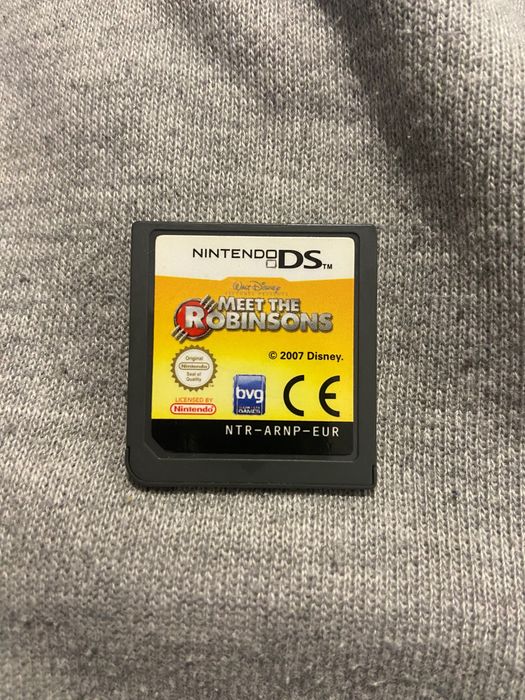 NINTENDO DS™
Walt Disney
MEET THE
ROBINSONS
© 2007 Disney.
Original
Nintendo
Seal of
Quality
LICENSED BY
Nintendo
bvg
GAMES
CE
NTR-ARNP-EUR